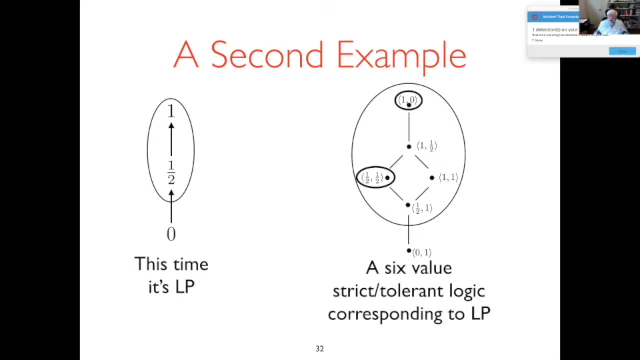 A Second Example
1
1/2
0
This time
it's LP
⟨1, 0⟩
⟨1, 1/2⟩
⟨1/2, 1/2⟩
⟨1, 1⟩
⟨1/2, 1⟩
⟨0, 1⟩
A six value
strict/tolerant logic
corresponding to LP
32